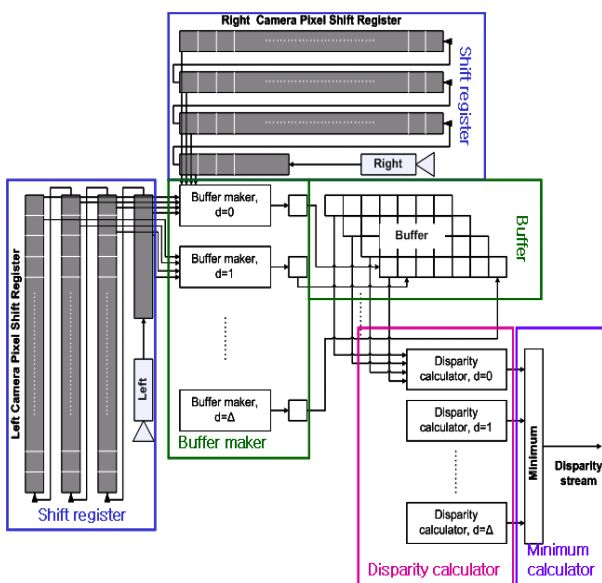 Right Camera Pixel Shift Register
Shift register
Right
Left Camera Pixel Shift Register
Left
Shift register
Buffer maker,
d=0
Buffer maker,
d=1
Buffer maker,
d=Δ
Buffer maker
Buffer
Buffer
Disparity
calculator, d=0
Disparity
calculator, d=1
Disparity
calculator, d=Δ
Disparity calculator
Minimum
Disparity
stream
Minimum
calculator